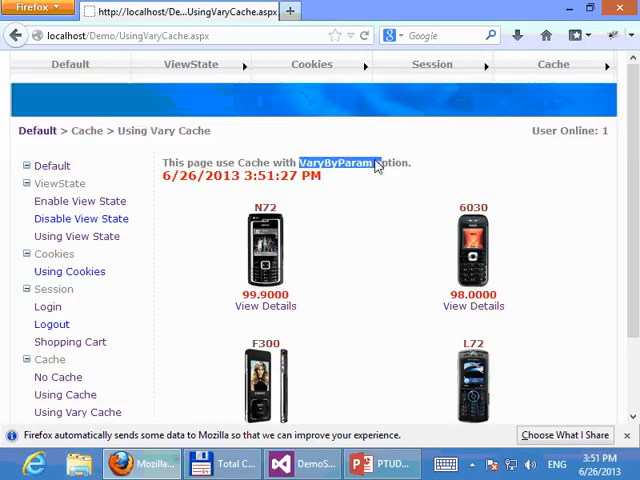 Firefox
http://localhost/De...UsingVaryCache.aspx
localhost/Demo/UsingVaryCache.aspx
Google
Default ViewState Cookies Session Cache
Default > Cache > Using Vary Cache User Online: 1
This page use Cache with VaryByParam option.
6/26/2013 3:51:27 PM
Default
ViewState
Enable View State
Disable View State
Using View State
Cookies
Using Cookies
Session
Login
Logout
Shopping Cart
Cache
No Cache
Using Cache
Using Vary Cache
N72 6030
99.9000 98.0000
View Details View Details
F300 L72
Firefox automatically sends some data to Mozilla so that we can improve your experience. Choose What I Share
Mozilla... Total C... DemoS... PTUD... ENG 3:51 PM
6/26/2013